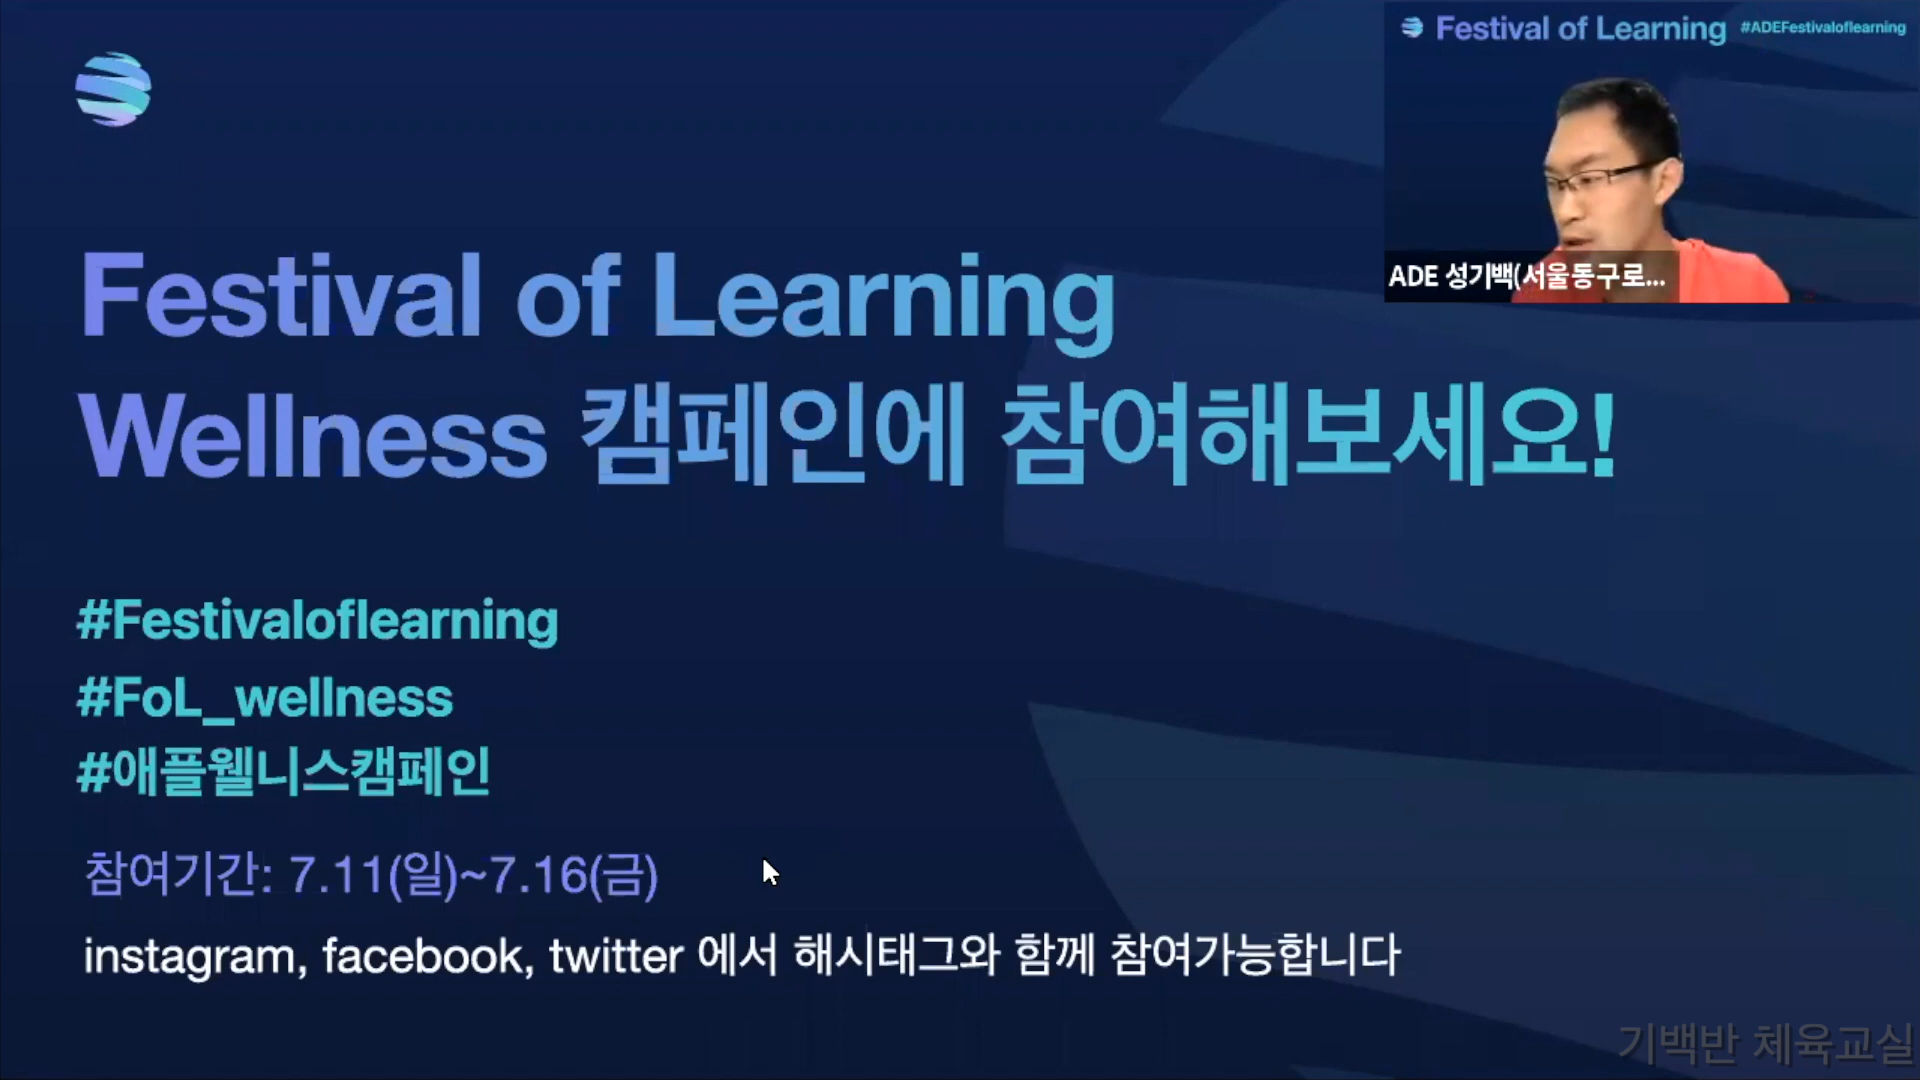 Festival of Learning #ADEFestivaloflearning
ADE 성기백(서울동구로...
Festival of Learning
Wellness 캠페인에 참여해보세요!
#Festivaloflearning
#FoL_wellness
#애플웰니스캠페인
참여기간: 7.11(일)~7.16(금)
instagram, facebook, twitter 에서 해시태그와 함께 참여가능합니다
기백반 체육교실